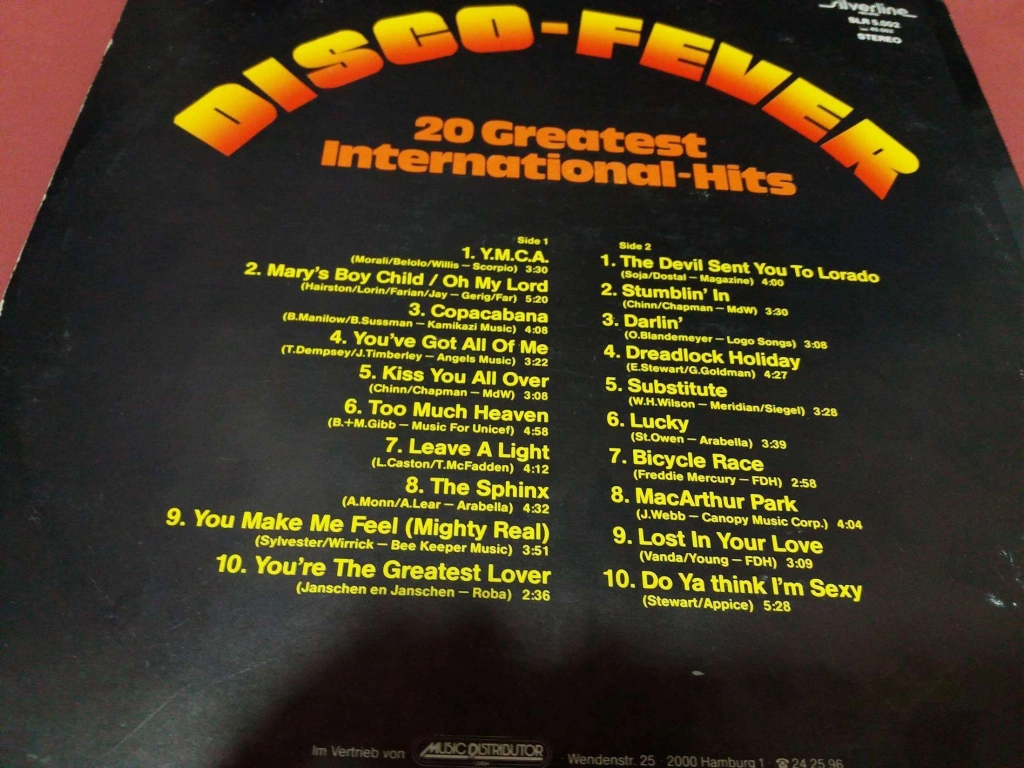 Silverline
SLR 5.002
STEREO
DISCO-FEVER
20 Greatest
International-Hits
Side 1
1. Y.M.C.A.
(Morali/Belolo/Willis – Scorpio) 3:30
2. Mary's Boy Child / Oh My Lord
(Hairston/Lorin/Farian/Jay – Gerig/Far) 5:20
3. Copacabana
(B.Manilow/B.Sussman – Kamikazi Music) 4:08
4. You've Got All Of Me
(T.Dempsey/J.Timberley – Angels Music) 3:22
5. Kiss You All Over
(Chinn/Chapman – MdW) 3:08
6. Too Much Heaven
(B.+M.Gibb – Music For Unicef) 4:58
7. Leave A Light
(L.Caston/T.McFadden) 4:12
8. The Sphinx
(A.Monn/A.Lear – Arabella) 4:32
9. You Make Me Feel (Mighty Real)
(Sylvester/Wirrick – Bee Keeper Music) 3:51
10. You're The Greatest Lover
(Janschen en Janschen – Roba) 2:36
Side 2
1. The Devil Sent You To Lorado
(Soja/Dostal – Magazine) 4:00
2. Stumblin' In
(Chinn/Chapman – MdW) 3:30
3. Darlin'
(O.Blandemeyer – Logo Songs) 3:08
4. Dreadlock Holiday
(E.Stewart/G.Goldman) 4:27
5. Substitute
(W.H.Wilson – Meridian/Siegel) 3:28
6. Lucky
(St.Owen – Arabella) 3:39
7. Bicycle Race
(Freddie Mercury – FDH) 2:58
8. MacArthur Park
(J.Webb – Canopy Music Corp.) 4:04
9. Lost In Your Love
(Vanda/Young – FDH) 3:09
10. Do Ya think I'm Sexy
(Stewart/Appice) 5:28
Im Vertrieb von MUSIC DISTRIBUTOR · Wendenstr. 25 · 2000 Hamburg 1 · ☎ 24 25 96